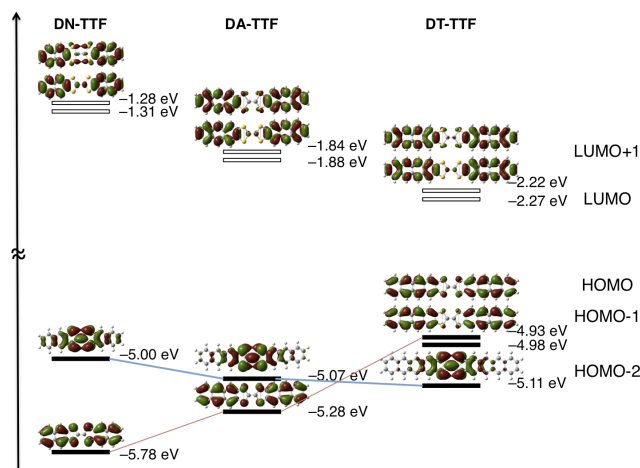 DN-TTF
DA-TTF
DT-TTF
−1.28 eV
−1.31 eV
−1.84 eV
−1.88 eV
LUMO+1
−2.22 eV
LUMO
−2.27 eV
HOMO
HOMO-1
−4.93 eV
−4.98 eV
−5.00 eV
−5.07 eV
HOMO-2
−5.11 eV
−5.28 eV
−5.78 eV